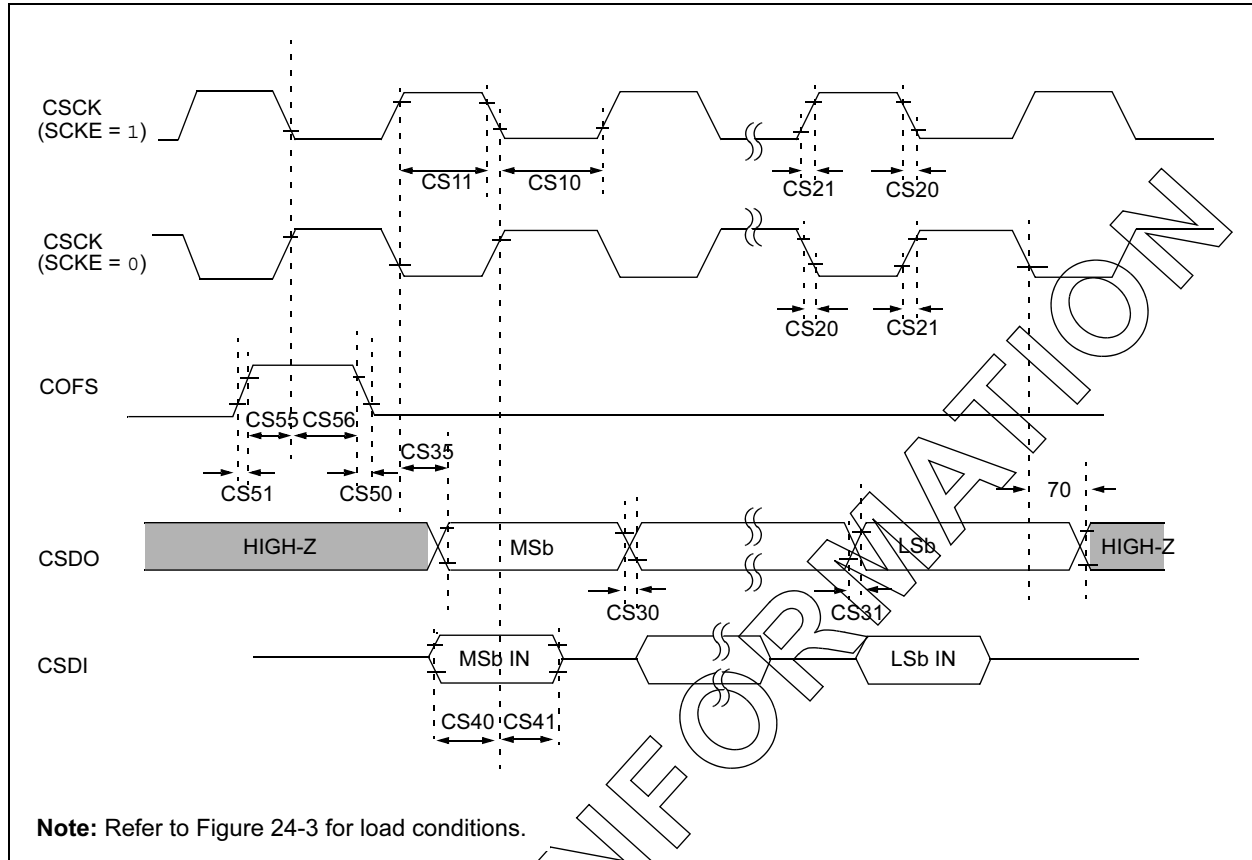 CSCK
(SCKE = 1)
CS11
CS10
CS21
CS20
CSCK
(SCKE = 0)
CS20
CS21
COFS
CS55
CS56
CS35
CS51
CS50
70
CSDO
HIGH-Z
MSb
LSb
HIGH-Z
CS30
CS31
CSDI
MSb IN
LSb IN
CS40
CS41
Note: Refer to Figure 24-3 for load conditions.
NFORMATION